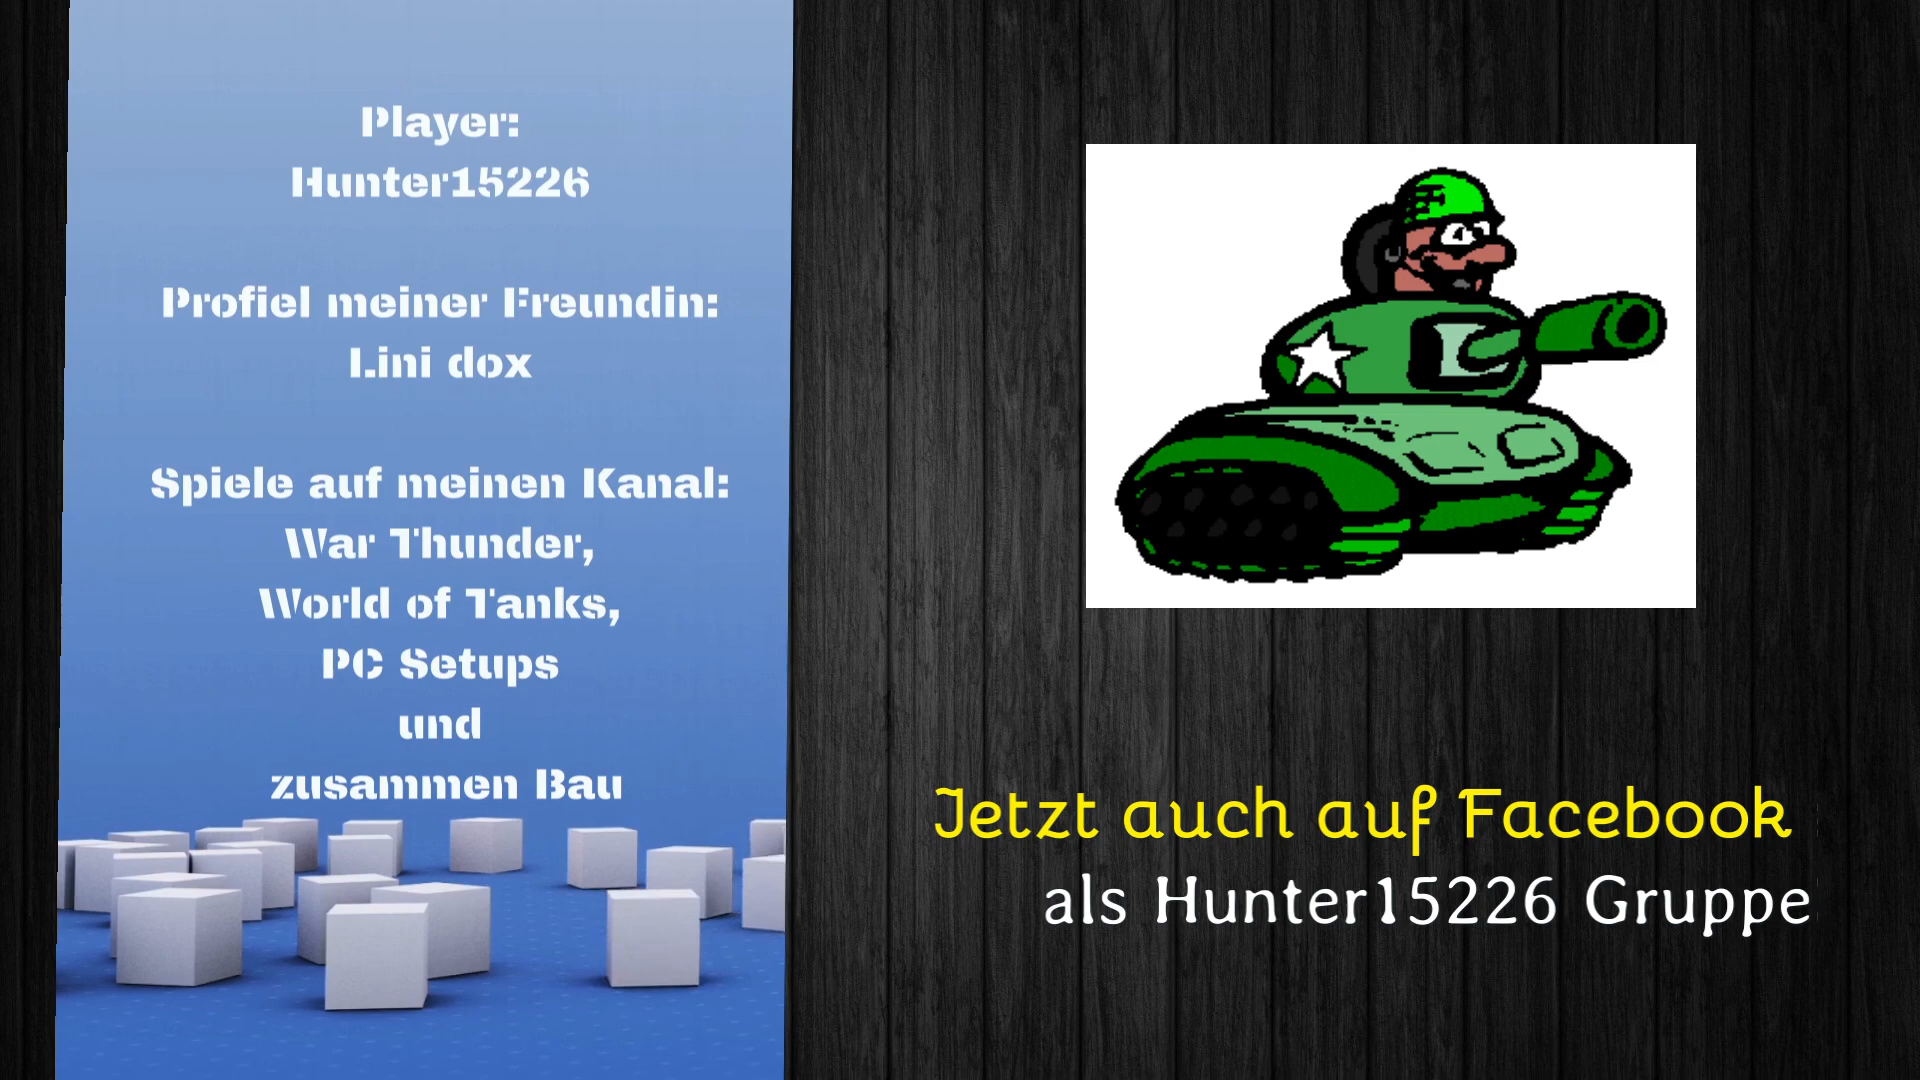 Player:
Hunter15226
Profiel meiner Freundin:
Lini dox
Spiele auf meinen Kanal:
War Thunder,
World of Tanks,
PC Setups
und
zusammen Bau
Jetzt auch auf Facebook
als Hunter15226 Gruppe